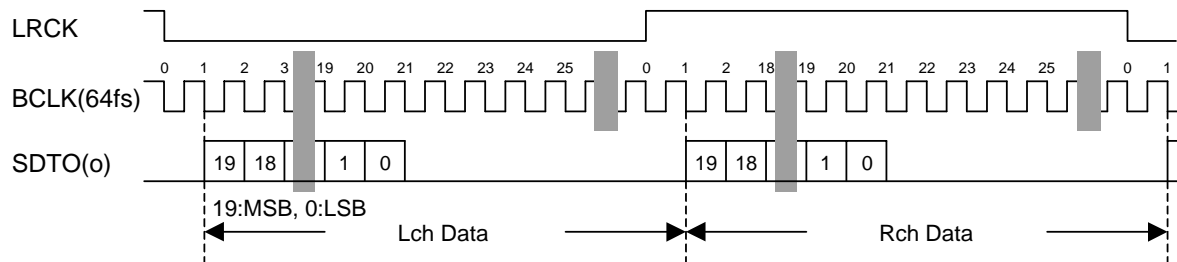 LRCK
0 1 2 3 19 20 21 22 23 24 25 0 1 2 18 19 20 21 22 23 24 25 0 1
BCLK(64fs)
SDTO(o) 19 18 1 0 19 18 1 0
19:MSB, 0:LSB
Lch Data Rch Data